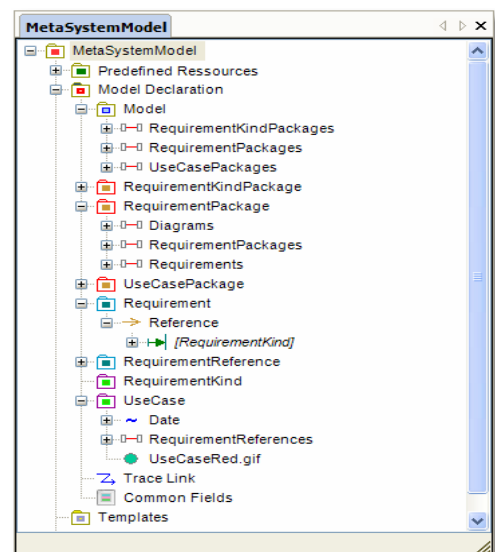 MetaSystemModel
MetaSystemModel
Predefined Ressources
Model Declaration
Model
RequirementKindPackages
RequirementPackages
UseCasePackages
RequirementKindPackage
RequirementPackage
Diagrams
RequirementPackages
Requirements
UseCasePackage
Requirement
Reference
[RequirementKind]
RequirementReference
RequirementKind
UseCase
Date
RequirementReferences
UseCaseRed.gif
Trace Link
Common Fields
Templates